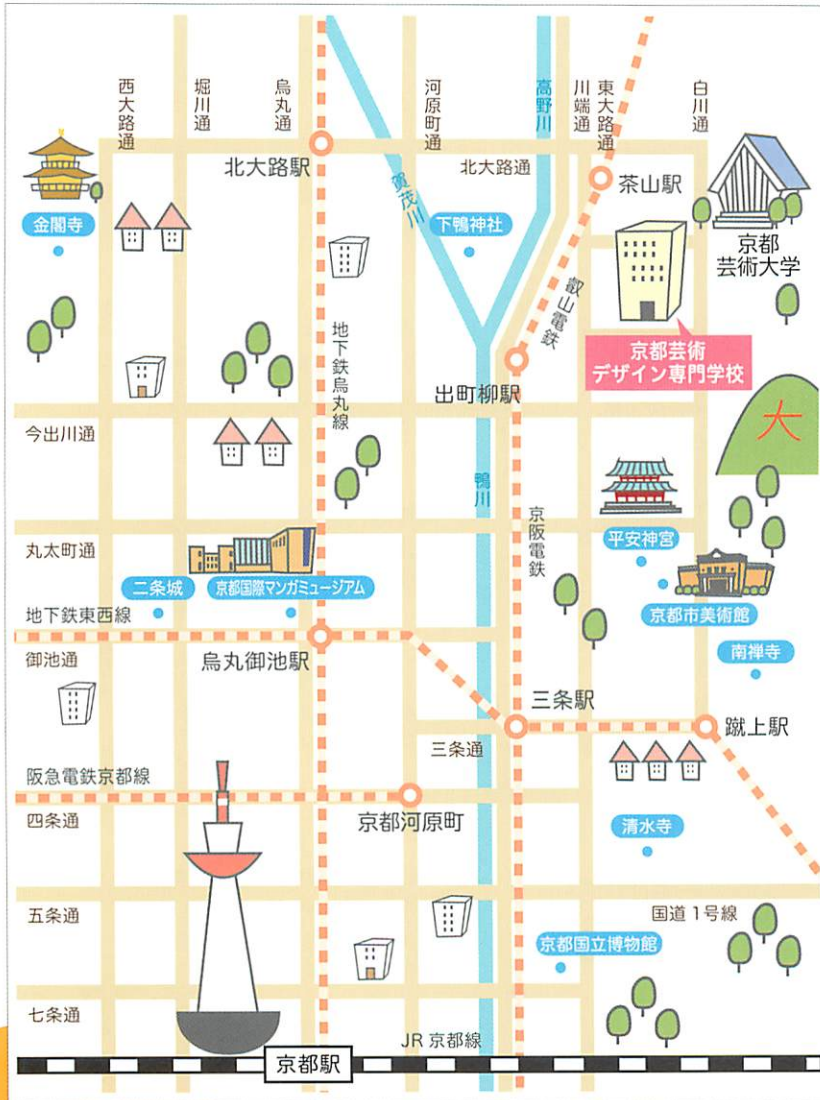 西大路通
堀川通
烏丸通
河原町通
高野川
川端通
東大路通
白川通
北大路駅
北大路通
茶山駅
金閣寺
賀茂川
下鴨神社
京都
芸術大学
叡山電鉄
地下鉄烏丸線
京都芸術
デザイン専門学校
出町柳駅
大
今出川通
鴨川
京阪電鉄
平安神宮
丸太町通
二条城
京都国際マンガミュージアム
京都市美術館
地下鉄東西線
御池通
烏丸御池駅
南禅寺
三条駅
蹴上駅
三条通
阪急電鉄京都線
四条通
京都河原町
清水寺
五条通
国道1号線
京都国立博物館
七条通
JR 京都線
京都駅